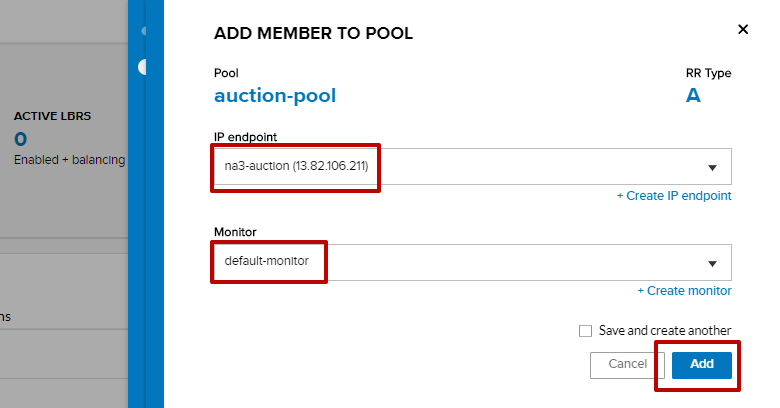 ADD MEMBER TO POOL
Pool
RR Type
auction-pool
A
ACTIVE LBRS
0
Enabled + balancing
IP endpoint
na3-auction (13.82.106.211)
+ Create IP endpoint
Monitor
default-monitor
+ Create monitor
ns
Save and create another
Cancel
Add